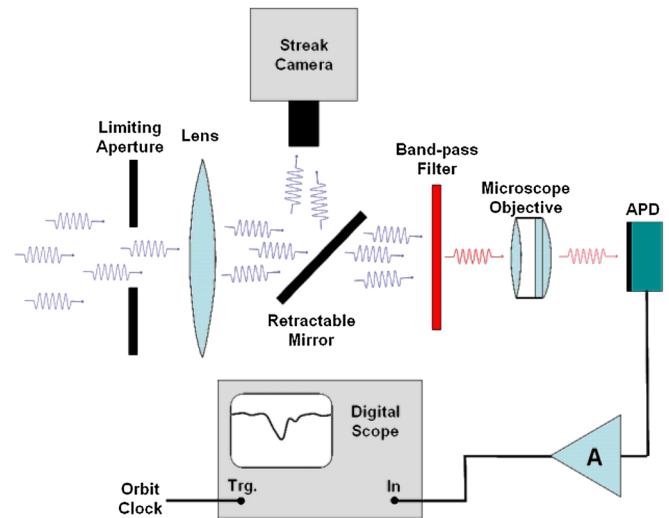 Streak
Camera
Limiting
Aperture
Lens
Band-pass
Filter
Microscope
Objective
APD
Retractable
Mirror
Digital
Scope
A
Trg.
In
Orbit
Clock